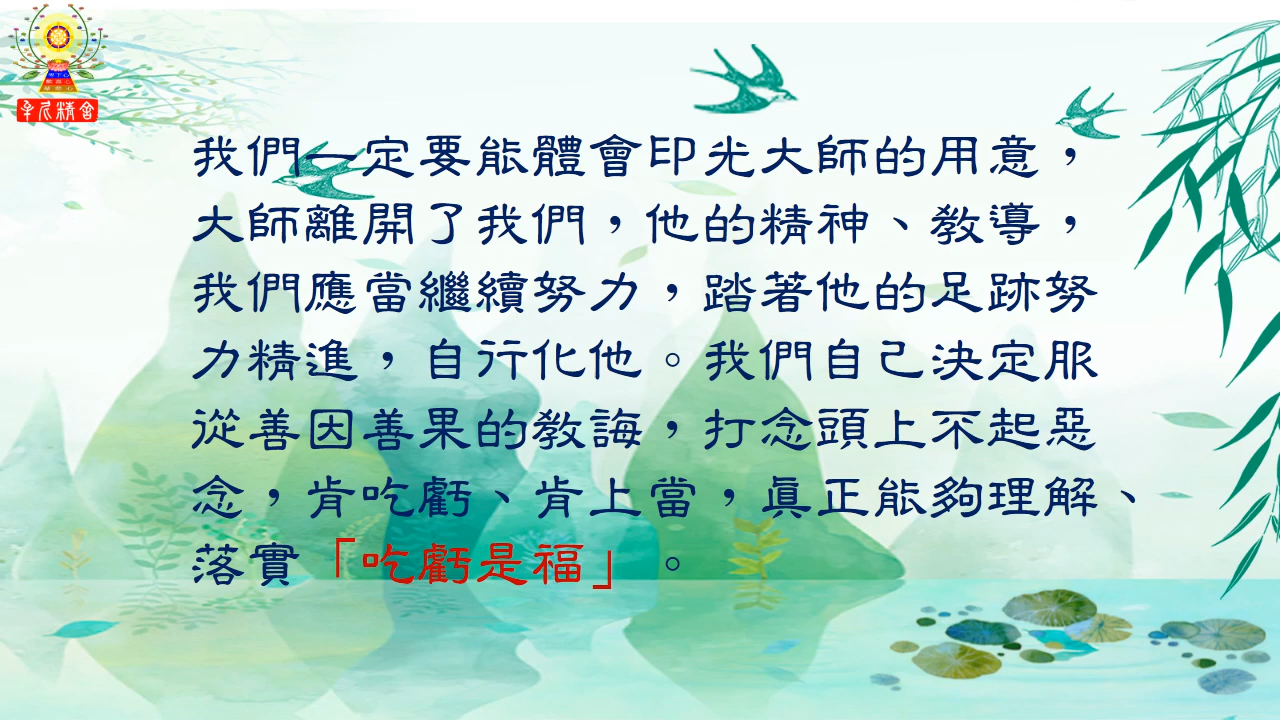 我們一定要能體會印光大師的用意，
大師離開了我們，他的精神、教導，
我們應當繼續努力，踏著他的足跡努
力精進，自行化他。我們自己決定服
從善因善果的教誨，打念頭上不起惡
念，肯吃虧、肯上當，真正能夠理解、
落實「吃虧是福」。